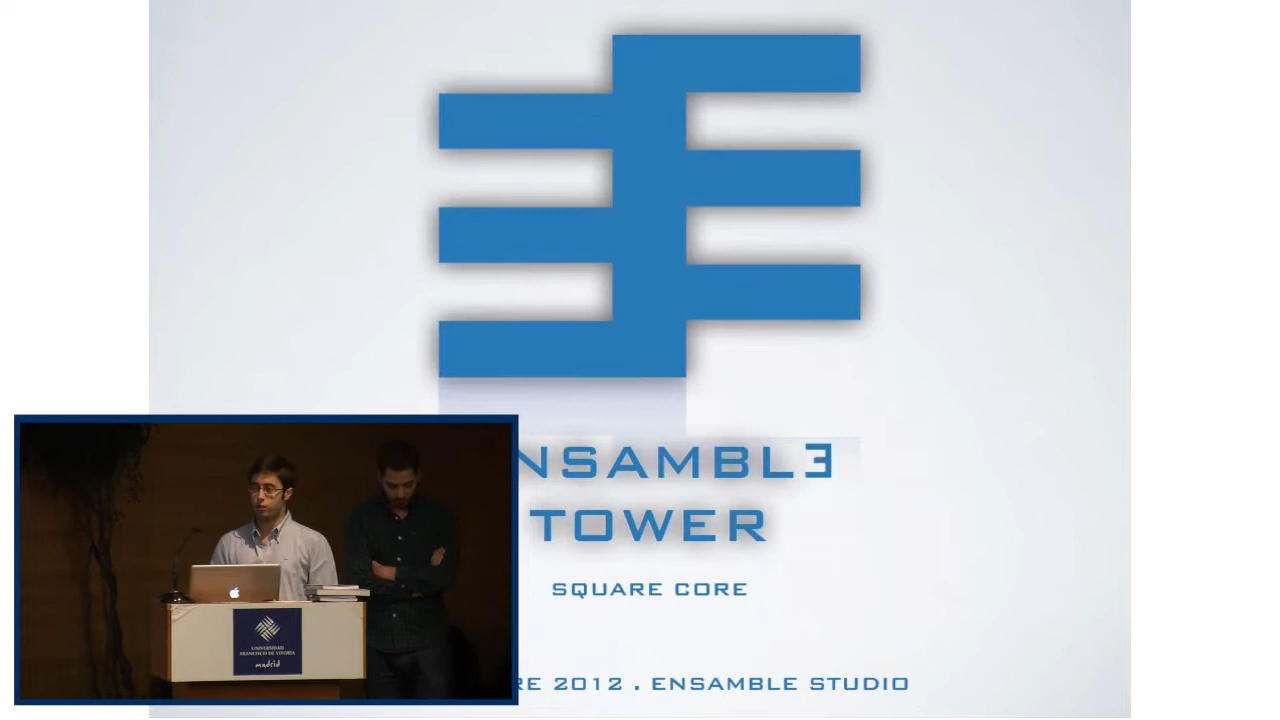 NSAMBL3
TOWER
SQUARE CORE
RE 2012 . ENSAMBLE STUDIO
UNIVERSIDAD
FRANCISCO DE VITORIA
madrid